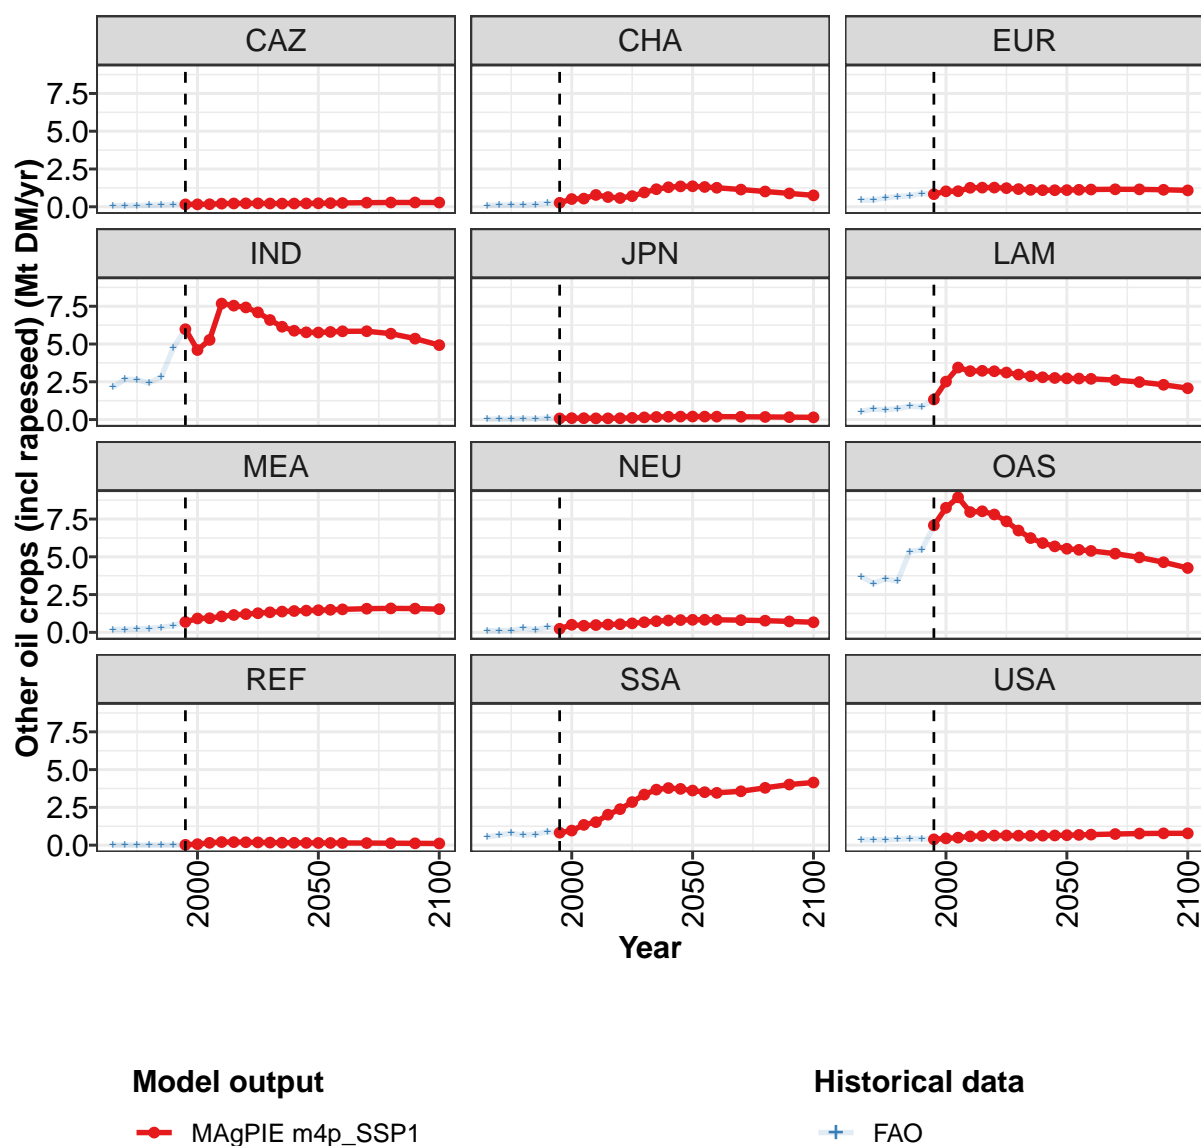 CAZ CHA EUR
7.5
5.0
2.5
0.0
IND JPN LAM
7.5
5.0
2.5
0.0
MEA NEU OAS
7.5
5.0
2.5
0.0
REF SSA USA
7.5
5.0
2.5
0.0
Other oil crops (incl rapeseed) (Mt DM/yr)
2000 2050 2100 2000 2050 2100 2000 2050 2100
Year
Model output Historical data
MAgPIE m4p_SSP1 FAO